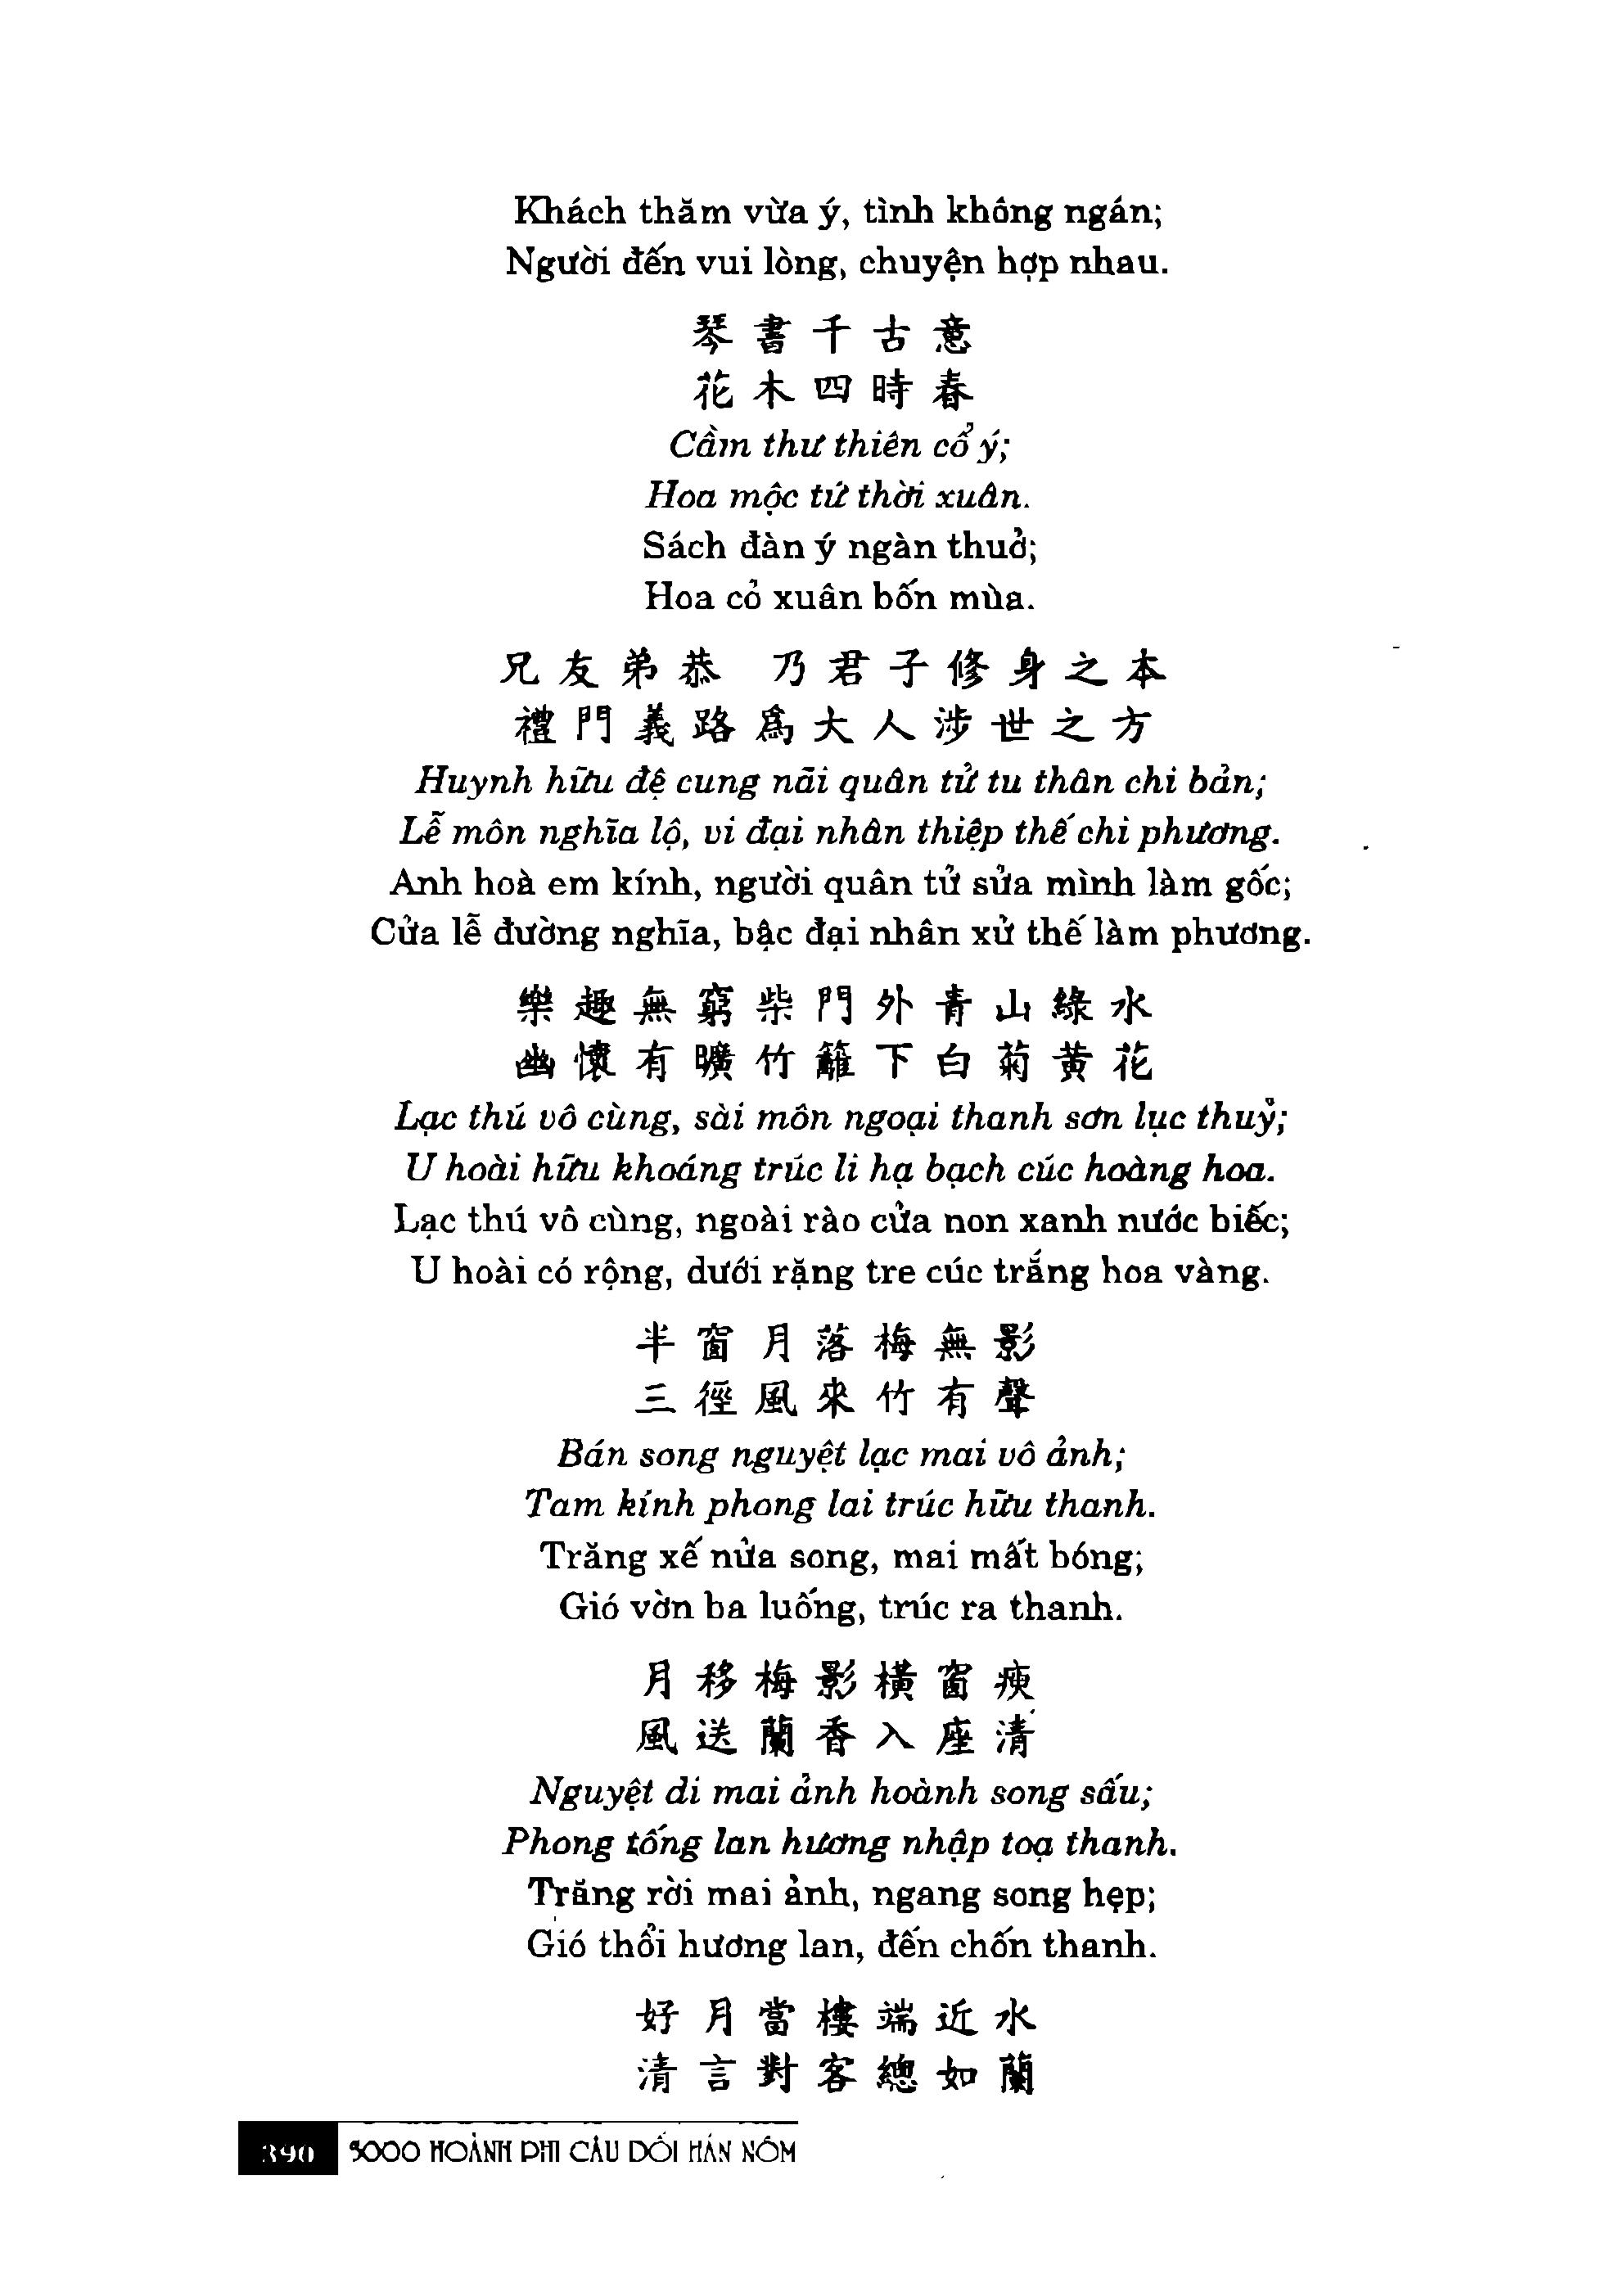 Khách thăm vừa ý, tình không ngán;
Người đến vui lòng, chuyện hợp nhau.
琴書千古意
花木四時春
Cầm thư thiên cổ ý;
Hoa mộc tứ thời xuân.
Sách đàn ý ngàn thuở;
Hoa cỏ xuân bốn mùa.
兄友弟恭 乃君子修身之本
禮門義路爲大人涉世之方
Huynh hữu đệ cung nãi quân tử tu thân chi bản;
Lễ môn nghĩa lộ, vi đại nhân thiệp thế chi phương.
Anh hoà em kính, người quân tử sửa mình làm gốc;
Cửa lễ đường nghĩa, bậc đại nhân xử thế làm phương.
樂趣無窮柴門外青山綠水
幽懷有曠竹籬下白菊黃花
Lạc thú vô cùng, sài môn ngoại thanh sơn lục thuỷ;
U hoài hữu khoáng trúc li hạ bạch cúc hoàng hoa.
Lạc thú vô cùng, ngoài rào cửa non xanh nước biếc;
U hoài có rộng, dưới rặng tre cúc trắng hoa vàng.
半窗月落梅無影
三徑風來竹有聲
Bán song nguyệt lạc mai vô ảnh;
Tam kính phong lai trúc hữu thanh.
Trăng xế nửa song, mai mất bóng;
Gió vờn ba luống, trúc ra thanh.
月移梅影橫窗瘐
風送蘭香入座清
Nguyệt di mai ảnh hoành song sấu;
Phong tống lan hương nhập toạ thanh.
Trăng rời mai ảnh, ngang song hẹp;
Gió thổi hương lan, đến chốn thanh.
好月當樓端近水
清言對客總如蘭
390 5000 HOÀNH PHI CÂU ĐỐI HÁN NÔM